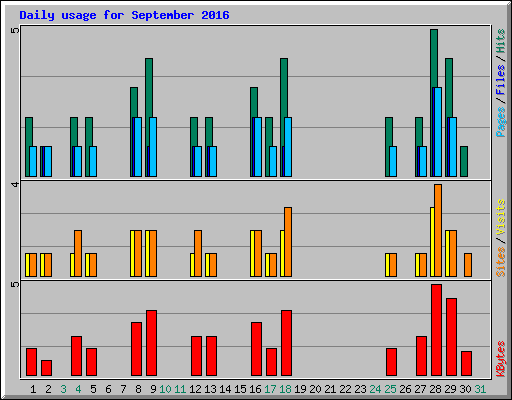 Daily usage for September 2016
5
Pages / Files / Hits
4
Sites / Visits
5
KBytes
1 2 3 4 5 6 7 8 9 10 11 12 13 14 15 16 17 18 19 20 21 22 23 24 25 26 27 28 29 30 31